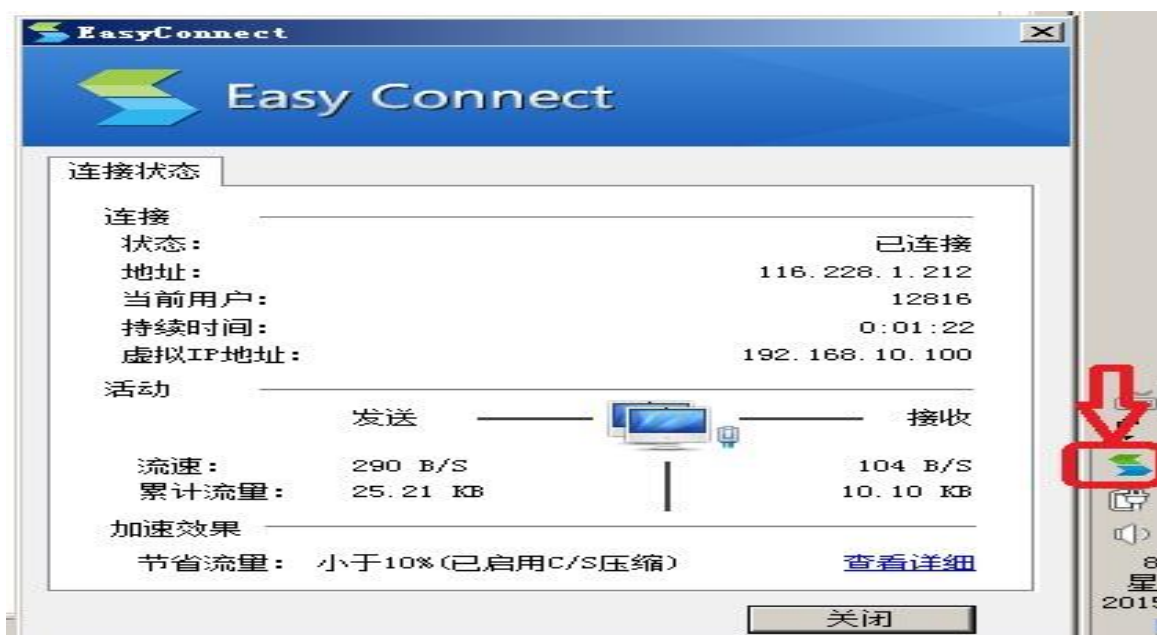 EasyConnect
Easy Connect
连接状态
连接
状态： 已连接
地址： 116.228.1.212
当前用户： 12816
持续时间： 0:01:22
虚拟IP地址： 192.168.10.100
活动
发送 接收
流速： 290 B/S 104 B/S
累计流量： 25.21 KB 10.10 KB
加速效果
节省流量： 小于10%(已启用C/S压缩) 查看详细
关闭
8
星
2015